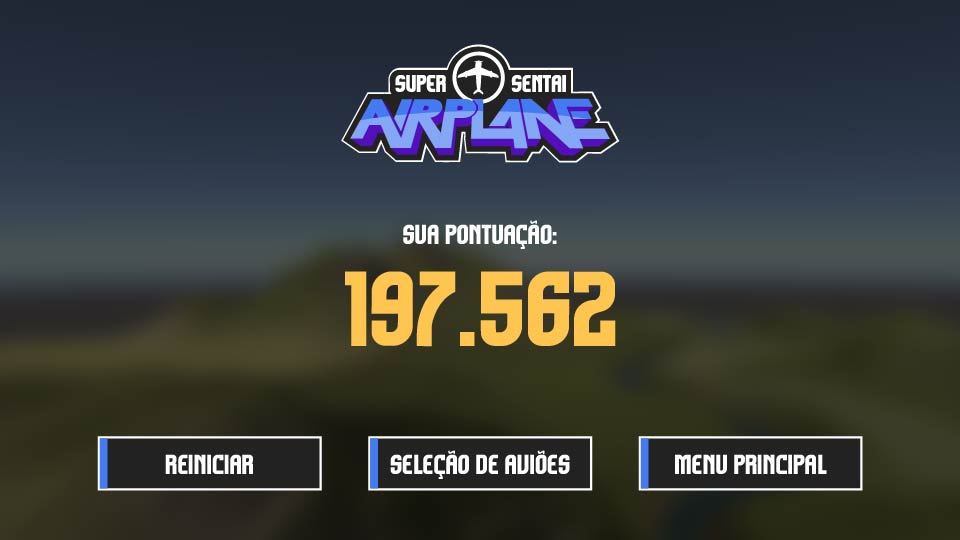 SUPER SENTAI
AIRPLANE
SUA PONTUAÇÃO:
197.562
REINICIAR
SELEÇÃO DE AVIÕES
MENU PRINCIPAL